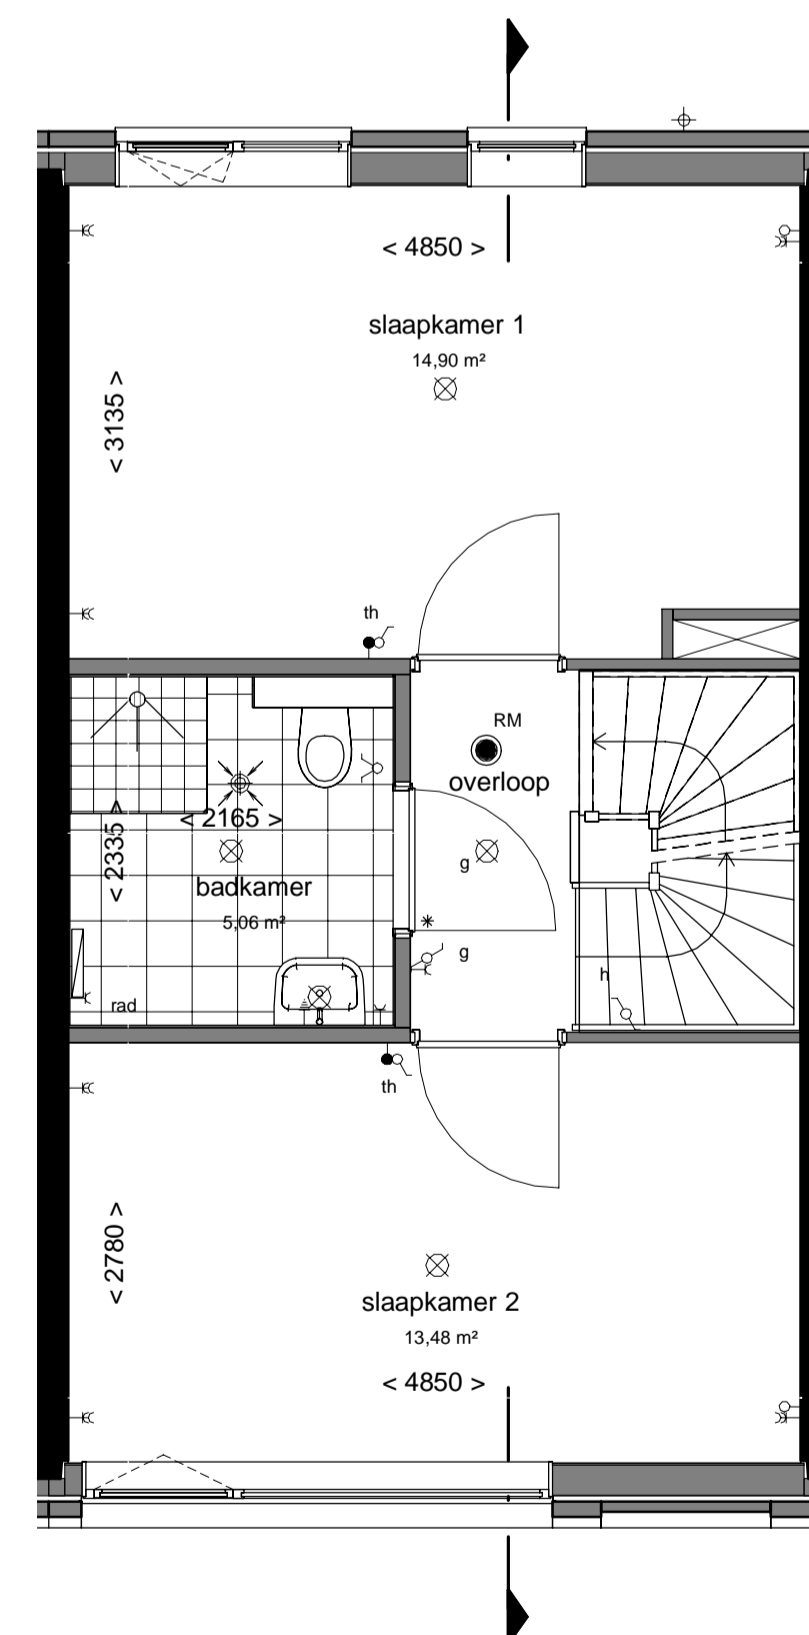 < 4850 >
slaapkamer 1
14,90 m²
< 3135 >
th
RM
overloop
< 2165 >
< 2335 >
g
badkamer
5,06 m²
g
h
rad
th
< 2780 >
slaapkamer 2
13,48 m²
< 4850 >